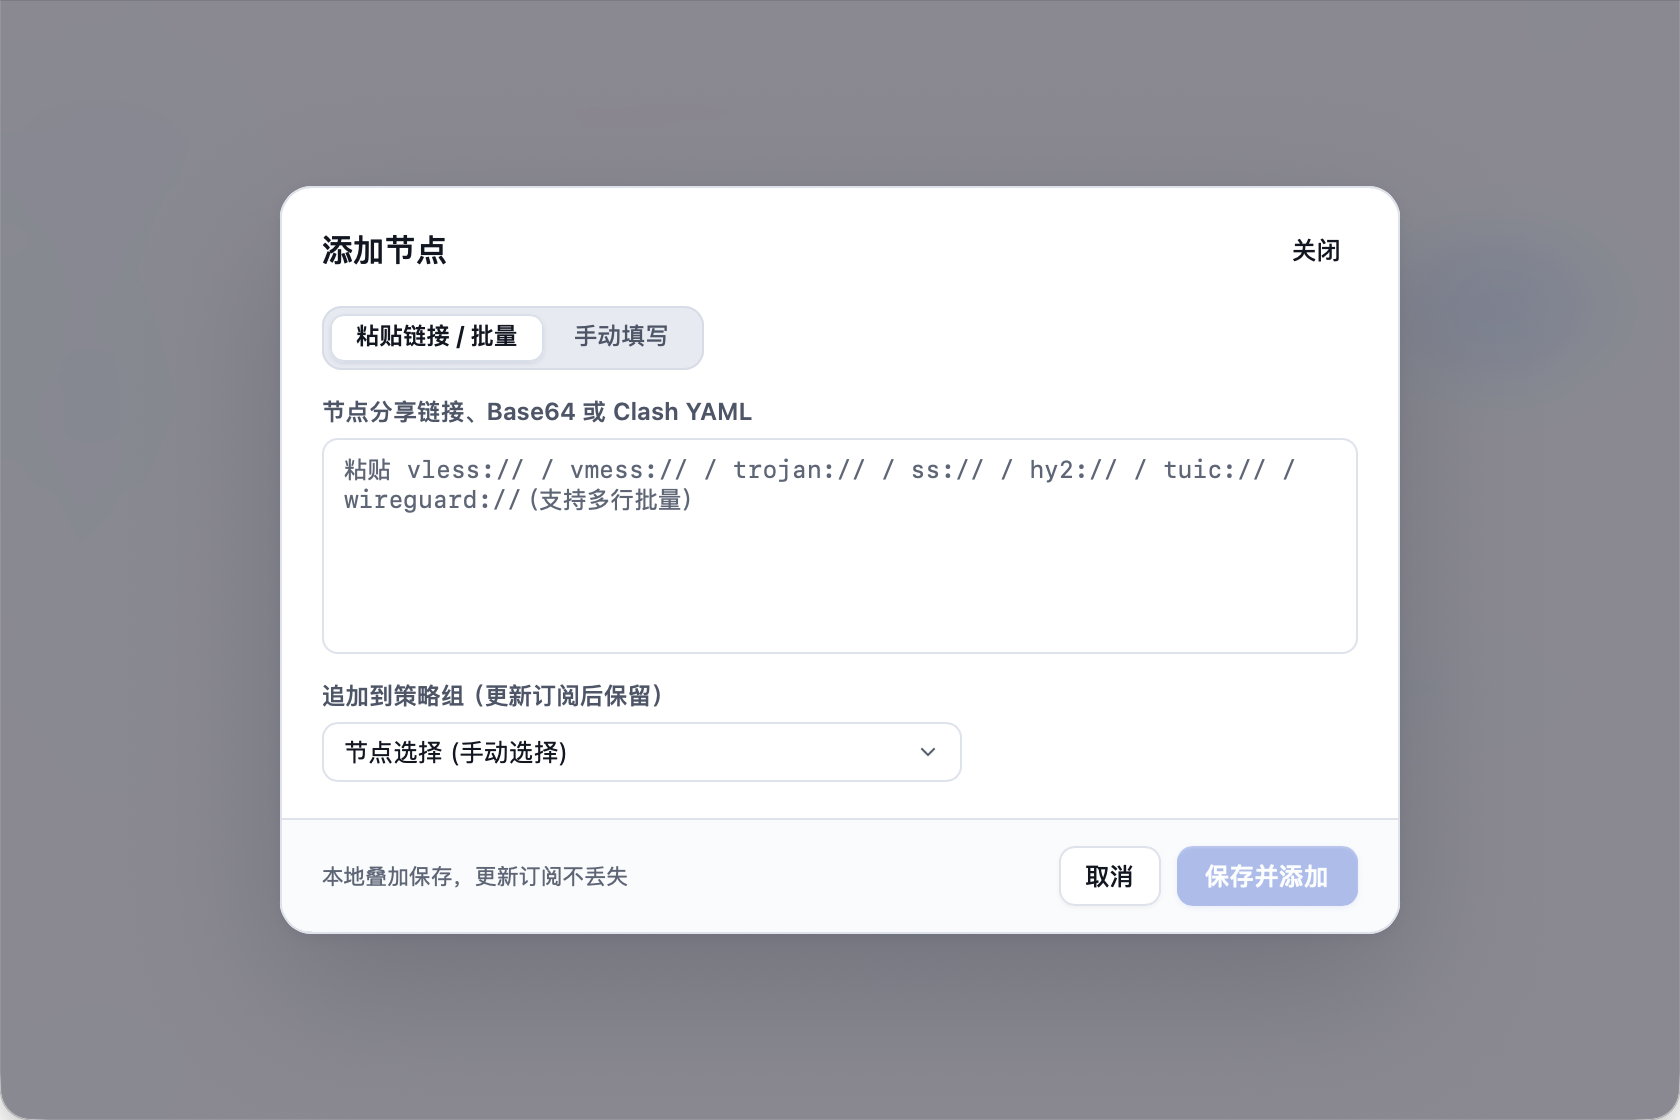 添加节点
关闭
粘贴链接 / 批量
手动填写
节点分享链接、Base64 或 Clash YAML
粘贴 vless:// / vmess:// / trojan:// / ss:// / hy2:// / tuic:// /
wireguard://（支持多行批量）
追加到策略组（更新订阅后保留）
节点选择 (手动选择)
本地叠加保存，更新订阅不丢失
取消
保存并添加